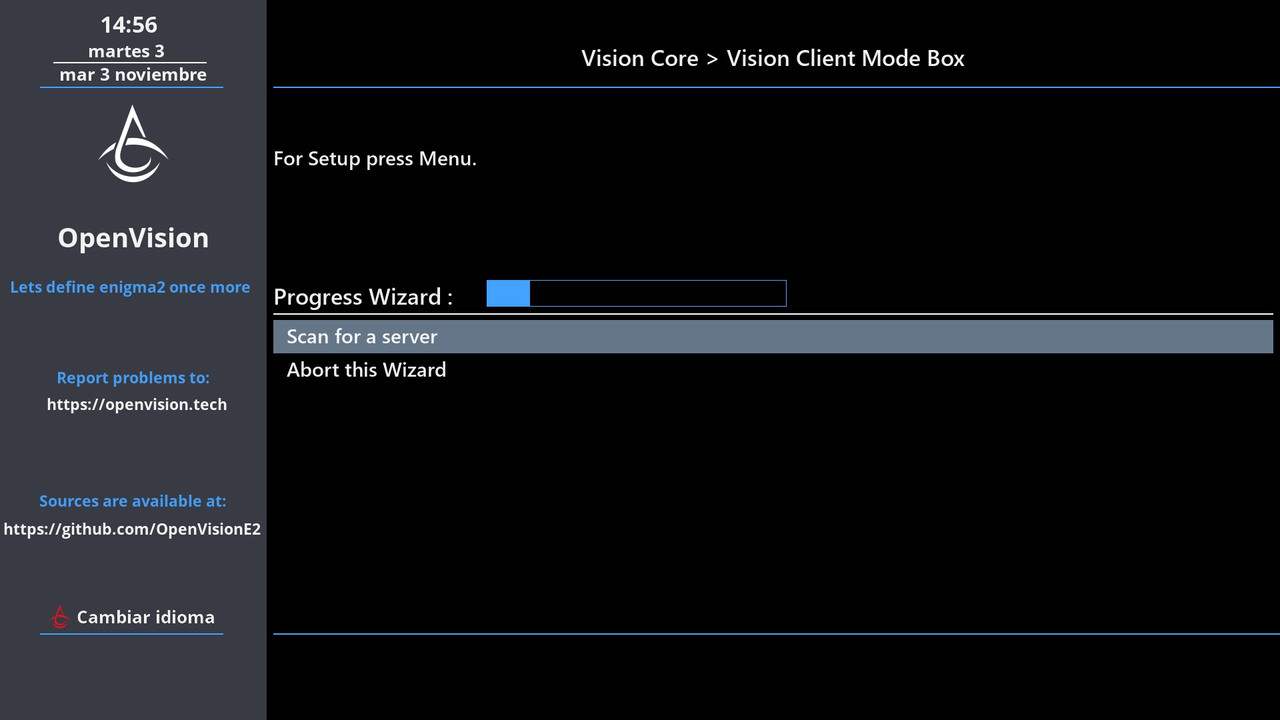 14:56
martes 3
mar 3 noviembre
OpenVision
Lets define enigma2 once more
Report problems to:
https://openvision.tech
Sources are available at:
https://github.com/OpenVisionE2
Cambiar idioma
Vision Core > Vision Client Mode Box
For Setup press Menu.
Progress Wizard :
Scan for a server
Abort this Wizard